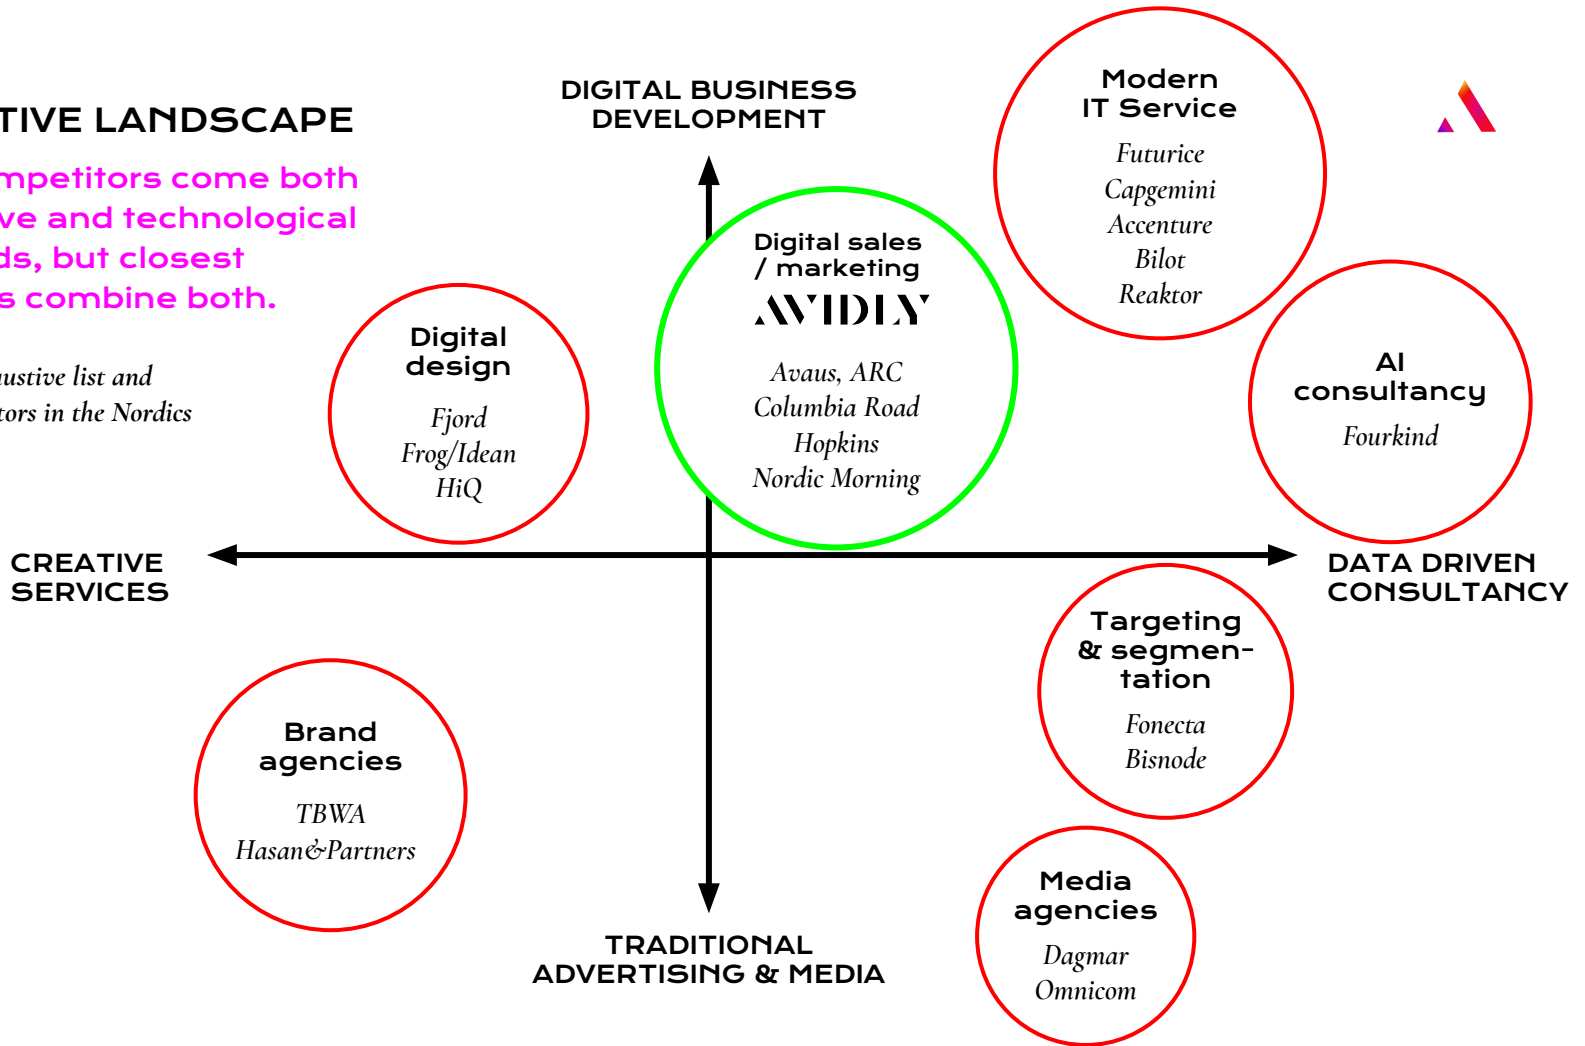 TIVE LANDSCAPE
mpetitors come both
ve and technological
ds, but closest
s combine both.
austive list and
tors in the Nordics
DIGITAL BUSINESS
DEVELOPMENT
Modern
IT Service
Futurice
Capgemini
Accenture
Bilot
Reaktor
Digital sales
/ marketing
AVIDLY
Avaus, ARC
Columbia Road
Hopkins
Nordic Morning
Digital
design
Fjord
Frog/Idean
HiQ
AI
consultancy
Fourkind
CREATIVE
SERVICES
DATA DRIVEN
CONSULTANCY
Targeting
& segmen-
tation
Fonecta
Bisnode
Brand
agencies
TBWA
Hasan&Partners
Media
agencies
Dagmar
Omnicom
TRADITIONAL
ADVERTISING & MEDIA